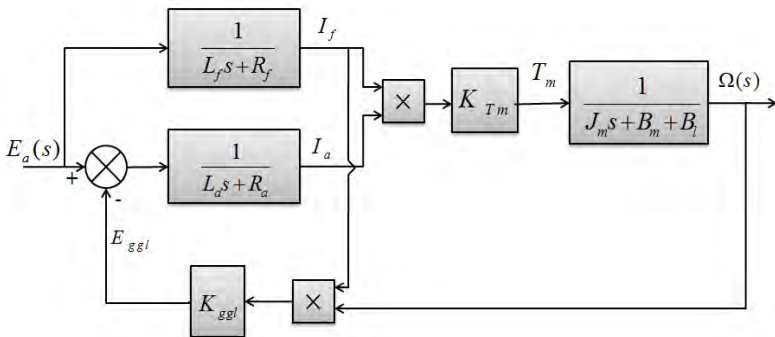 1
L_f s+R_f
I_f
×
K_Tm
T_m
1
J_m s+B_m+B_l
Ω(s)
E_a(s)
+
-
1
L_a s+R_a
I_a
E_ggl
K_ggl
×